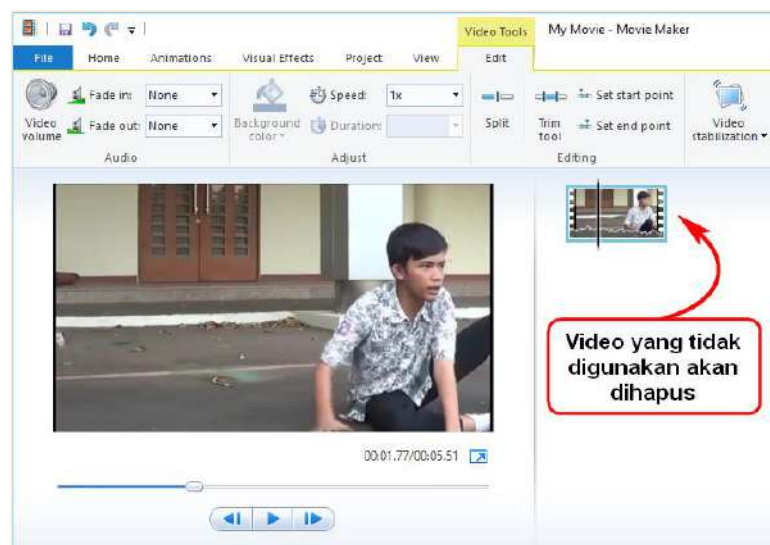 Video Tools
My Movie - Movie Maker
File
Home
Animations
Visual Effects
Project
View
Edit
Video
volume
Fade in:
None
Fade out:
None
Audio
Background
color
Speed:
1x
Duration:
Adjust
Split
Trim
tool
Set start point
Set end point
Editing
Video
stabilization
00:01.77/00:05.51
Video yang tidak
digunakan akan
dihapus